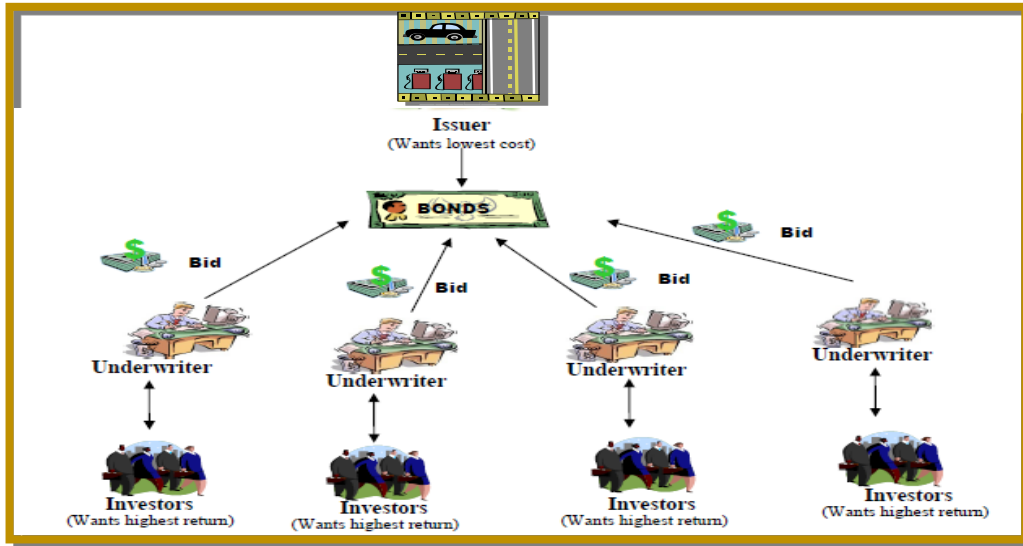 Issuer
(Wants lowest cost)
BONDS
$
Bid
$
Bid
$
Bid
$
Bid
Underwriter
Underwriter
Underwriter
Underwriter
Investors
(Wants highest return)
Investors
(Wants highest return)
Investors
(Wants highest return)
Investors
(Wants highest return)